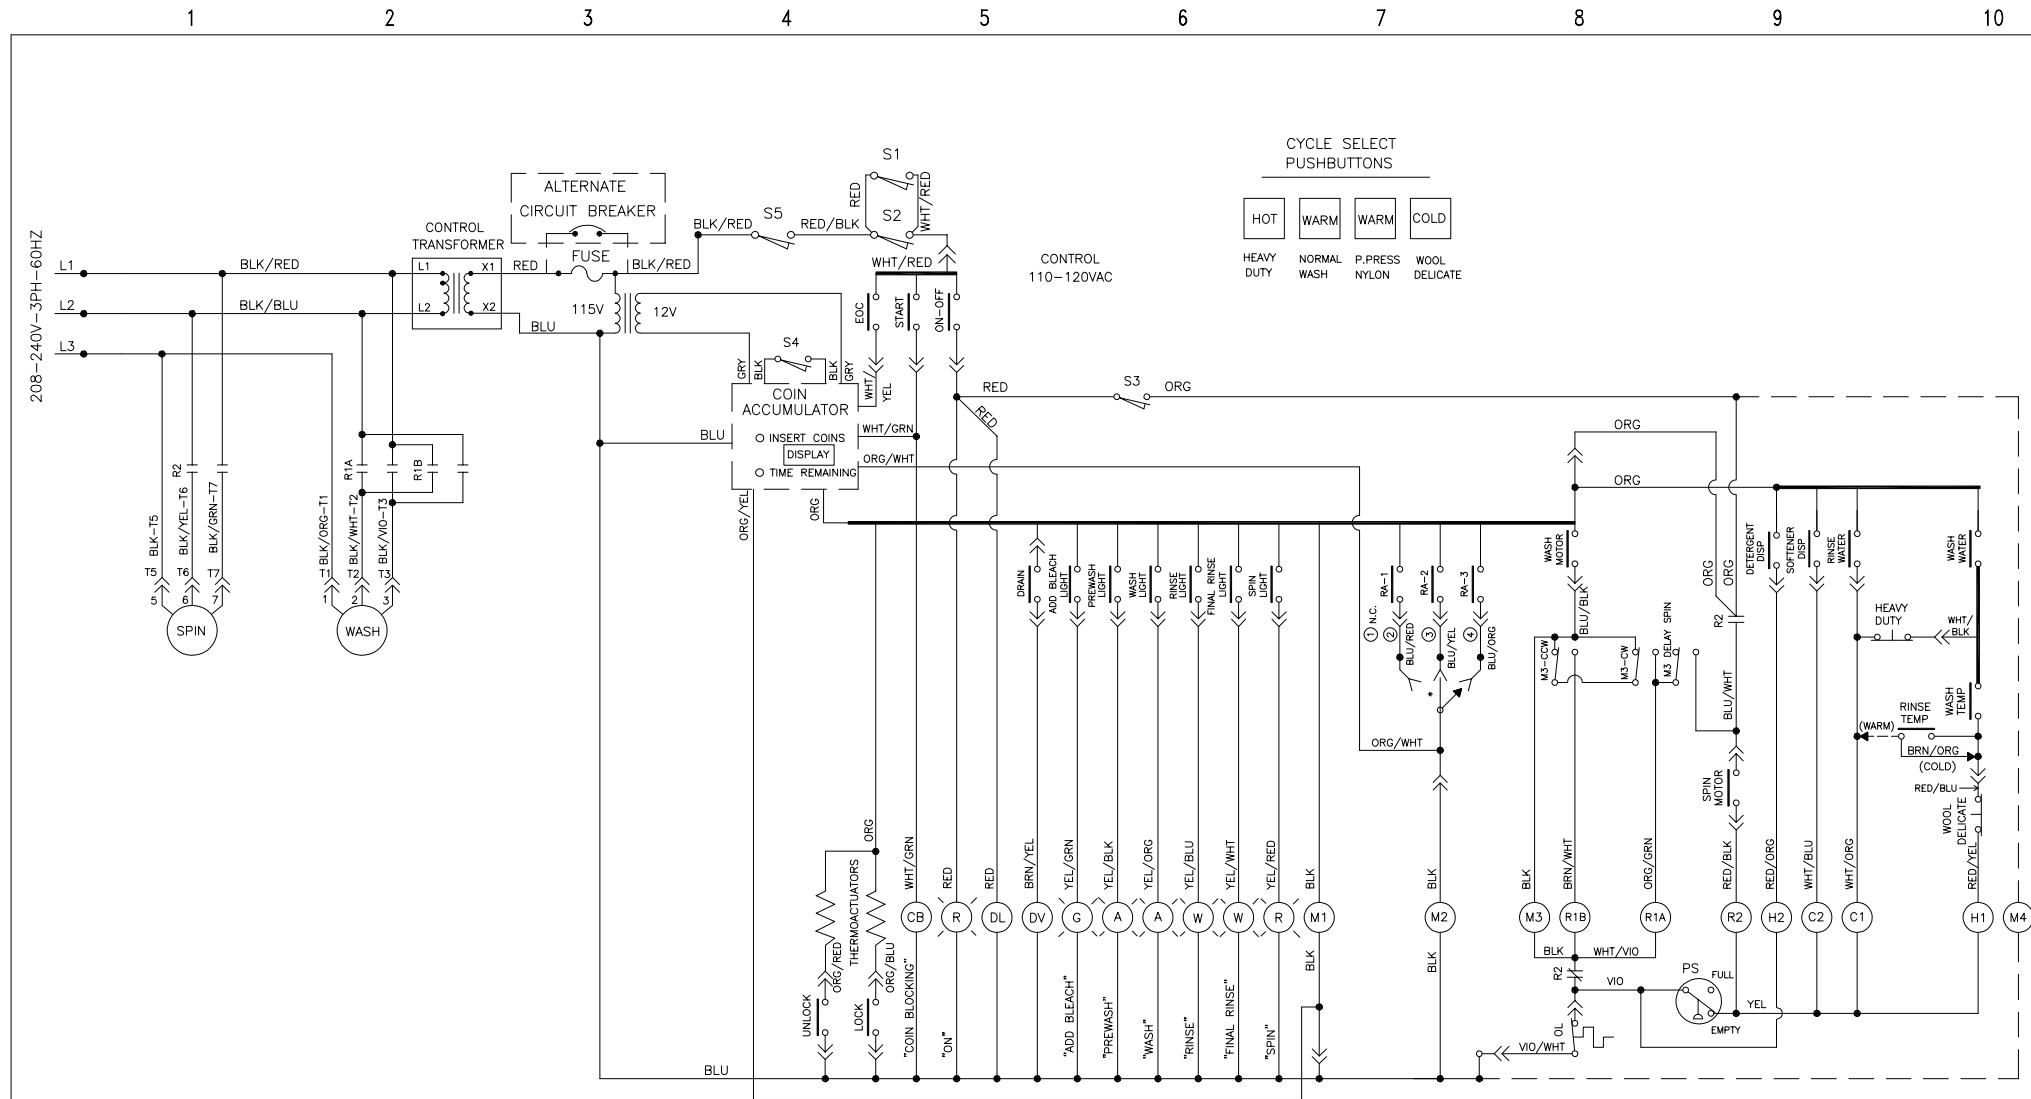 1 2 3 4 5 6 7 8 9 10
208-240V-3PH-60HZ
L1
L2
L3
BLK/RED
BLK/BLU
CONTROL
TRANSFORMER
L1 X1
L2 X2
ALTERNATE
CIRCUIT BREAKER
RED
FUSE
BLK/RED
BLU
115V
12V
BLK/RED
S5
RED/BLK
S1
RED
WHT/RED
S2
WHT/RED
CONTROL
110-120VAC
CYCLE SELECT
PUSHBUTTONS
HOT WARM WARM COLD
HEAVY
DUTY
NORMAL
WASH
P.PRESS
NYLON
WOOL
DELICATE
EOC
START
ON-OFF
S4
GRY
BLK
BLK
GRY
WHT/
YEL
COIN
ACCUMULATOR
INSERT COINS
DISPLAY
TIME REMAINING
BLU
WHT/GRN
ORG/WHT
ORG/YEL
ORG
RED
RED
S3
ORG
R2
BLK-T5
BLK/YEL-T6
BLK/GRN-T7
T5 T6 T7
5 6 7
SPIN
R1A
R1B
BLK/ORG-T1
BLK/WHT-T2
BLK/VIO-T3
T1 T2 T3
1 2 3
WASH
DRAIN
ADD BLEACH
LIGHT
PREWASH
LIGHT
WASH
LIGHT
RINSE
LIGHT
FINAL RINSE
LIGHT
SPIN
LIGHT
RA-1
RA-2
RA-3
1 N.C.
2
3
4
BLU/RED
BLU/YEL
BLU/ORG
*
ORG/WHT
ORG
ORG
WASH
MOTOR
BLU/BLK
M3-CCW
M3-CW
M3 DELAY SPIN
ORG
ORG
R2
BLU/WHT
SPIN
MOTOR
DETERGENT
DISP
SOFTENER
DISP
RINSE
WATER
WASH
WATER
HEAVY
DUTY
WHT/
BLK
WASH
TEMP
RINSE
TEMP
(WARM)
BRN/ORG
(COLD)
RED/BLU
WOOL
DELICATE
ORG
THERMOACTUATORS
ORG/RED
ORG/BLU
UNLOCK
LOCK
WHT/GRN
RED
RED
BRN/YEL
YEL/GRN
YEL/BLK
YEL/ORG
YEL/BLU
YEL/WHT
YEL/RED
BLK
BLK
BLK
BRN/WHT
ORG/GRN
RED/BLK
RED/ORG
WHT/BLU
WHT/ORG
RED/YEL
CB R DL DV G A A W W R M1 M2 M3 R1B R1A R2 H2 C2 C1 H1 M4
"COIN BLOCKING"
"ON"
"ADD BLEACH"
"PREWASH"
"WASH"
"RINSE"
"FINAL RINSE"
"SPIN"
BLK
BLK
BLK
WHT/VIO
R2
VIO
PS
FULL
EMPTY
YEL
OL
VIO/WHT
BLU